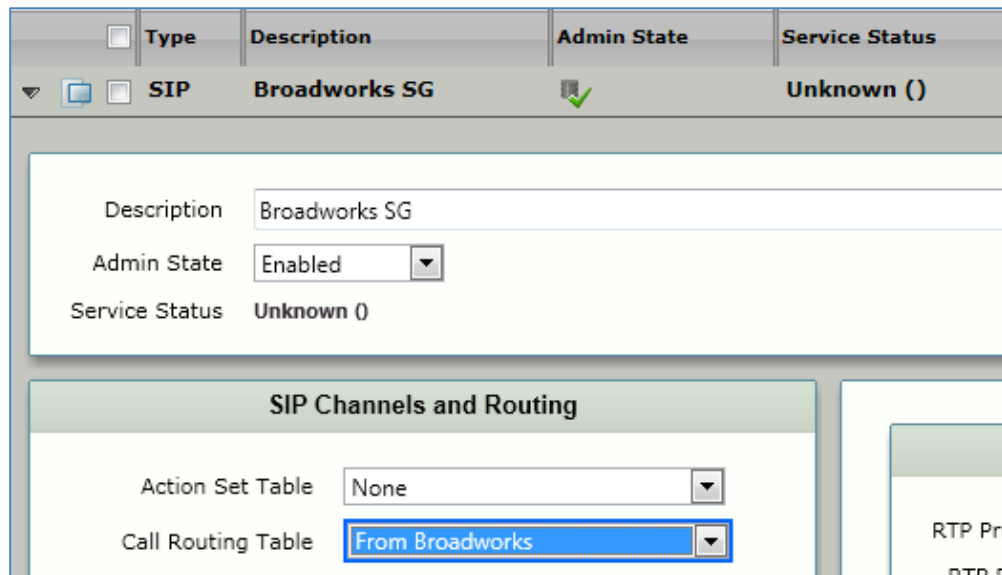 Type Description Admin State Service Status
SIP Broadworks SG Unknown ()
Description Broadworks SG
Admin State Enabled
Service Status Unknown ()
SIP Channels and Routing
Action Set Table None
Call Routing Table From Broadworks
RTP Pr